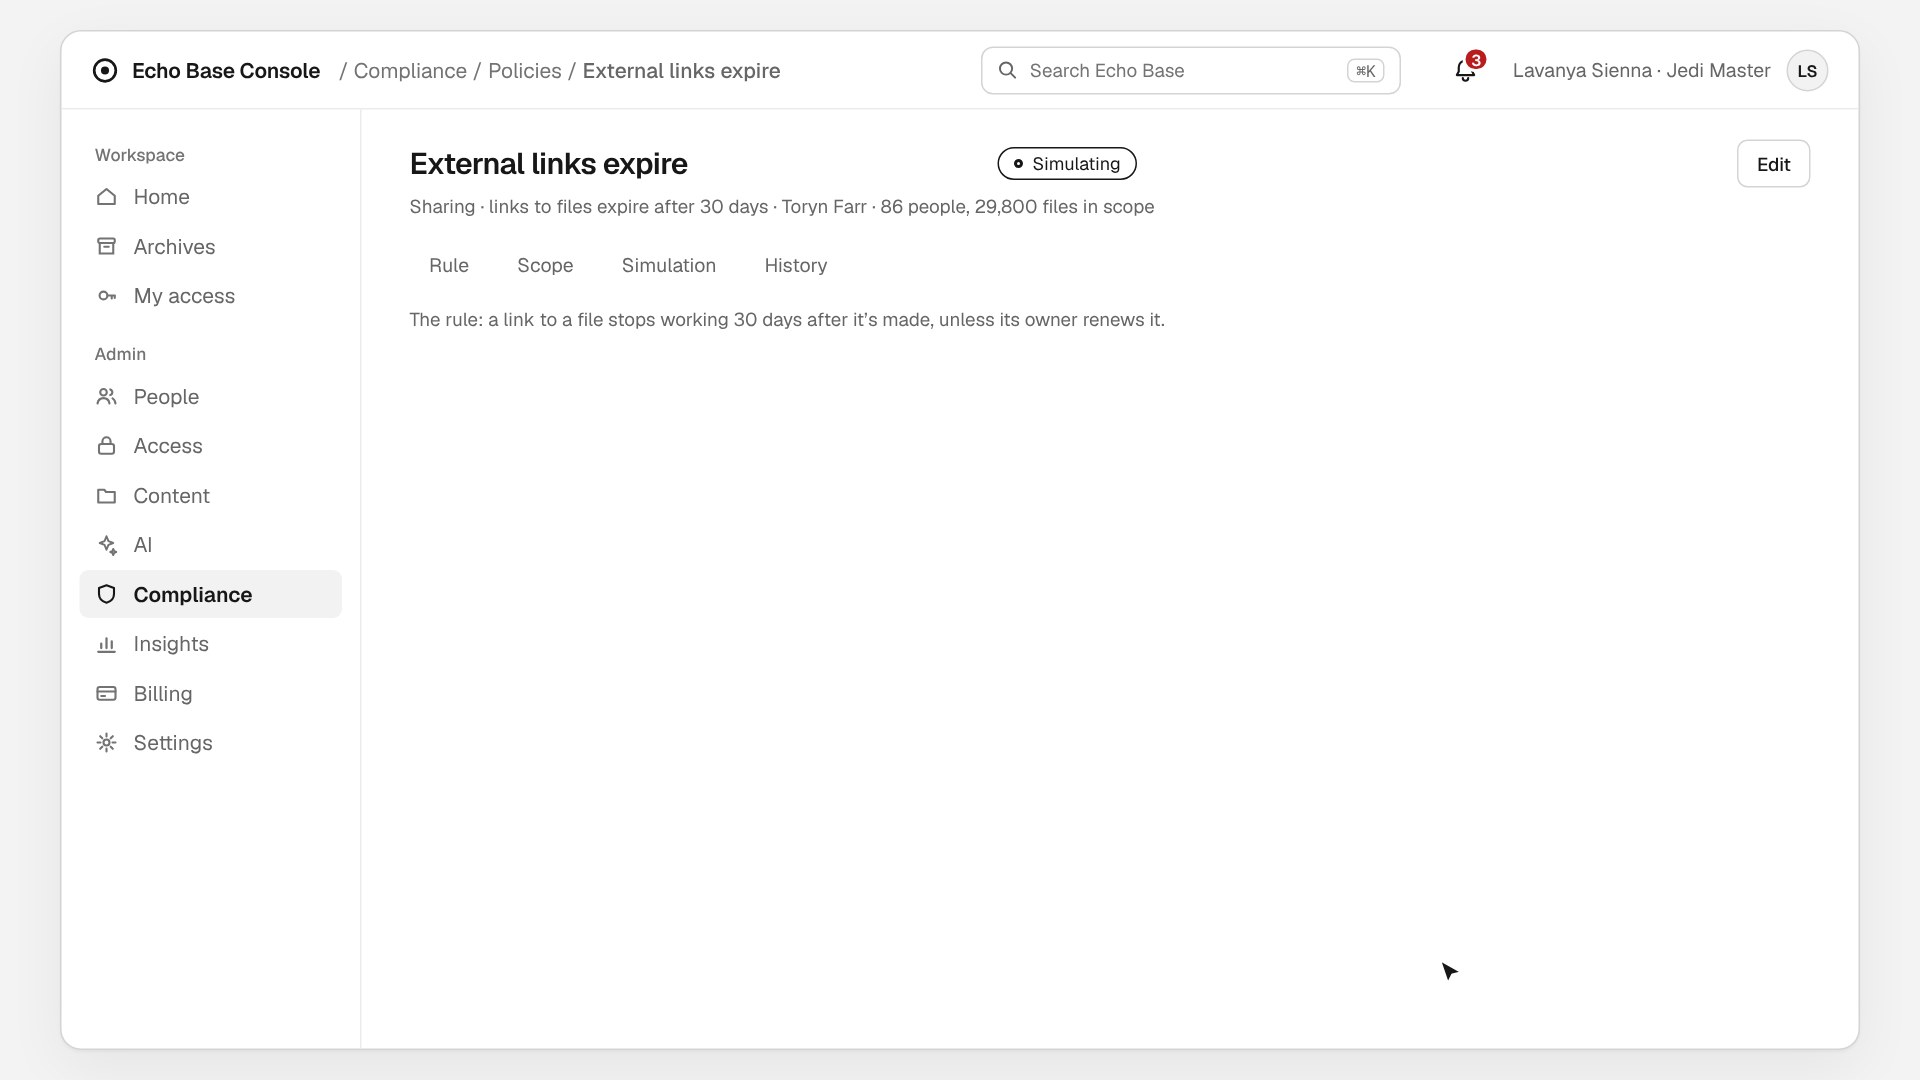 Echo Base Console / Compliance / Policies / External links expire
Search Echo Base ⌘K
3
Lavanya Sienna · Jedi Master LS
Workspace
Home
Archives
My access
Admin
People
Access
Content
AI
Compliance
Insights
Billing
Settings
External links expire
Simulating
Edit
Sharing · links to files expire after 30 days · Toryn Farr · 86 people, 29,800 files in scope
Rule Scope Simulation History
The rule: a link to a file stops working 30 days after it’s made, unless its owner renews it.